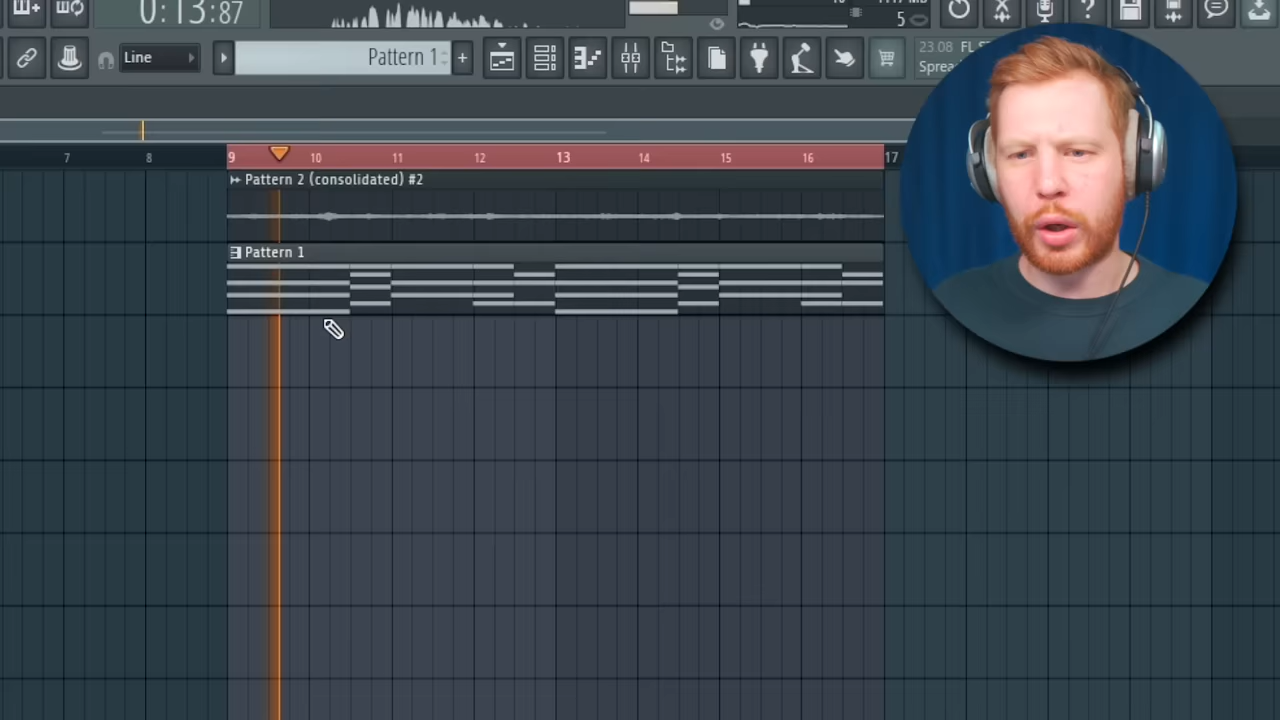 0:13:87
5
Line
Pattern 1
+
23.08 FL
Sprea
7 8 9 10 11 12 13 14 15 16 17
Pattern 2 (consolidated) #2
Pattern 1